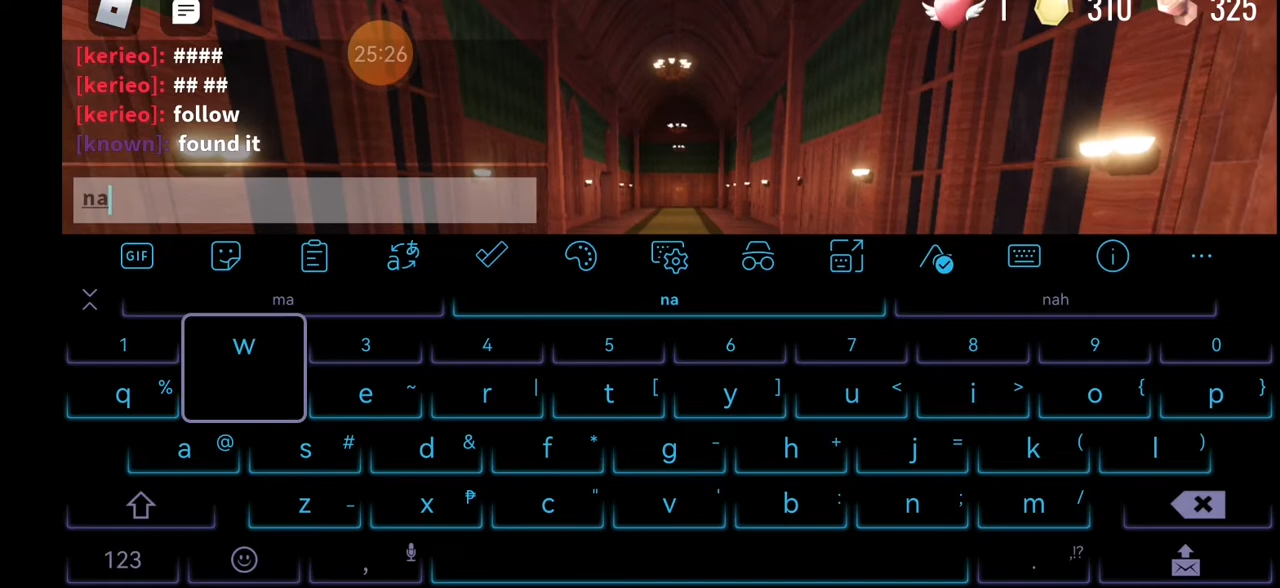 1 310 325
[kerieo]: ####
25:26
[kerieo]: ## ##
[kerieo]: follow
[known]: found it
na
GIF
ma na nah
1 w 3 4 5 6 7 8 9 0
q % e ~ r | t [ y ] u < i > o { p }
a @ s # d & f * g - h + j = k ( l )
z _ x ₱ c " v ' b : n ; m /
123 , . ,!?